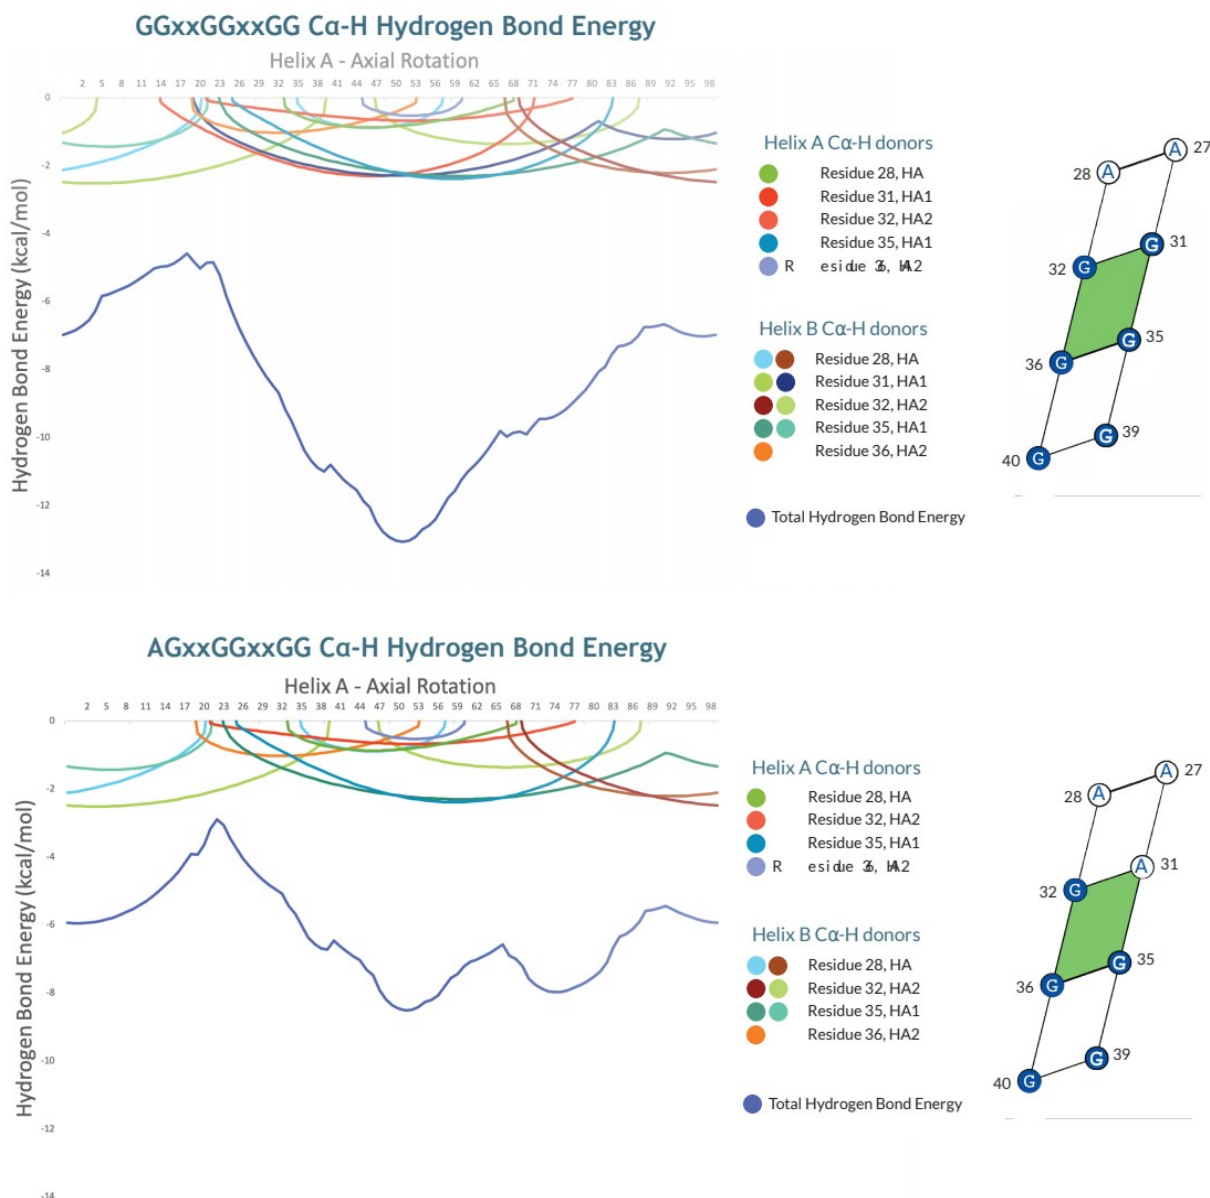 GGxxGGxxGG Cα-H Hydrogen Bond Energy
Helix A - Axial Rotation
2 5 8 11 14 17 20 23 26 29 32 35 38 41 44 47 50 53 56 59 62 65 68 71 74 77 80 83 86 89 92 95 98
0
-2
-4
-6
-8
-10
-12
-14
Hydrogen Bond Energy (kcal/mol)
Helix A Cα-H donors
Residue 28, HA
Residue 31, HA1
Residue 32, HA2
Residue 35, HA1
Residue 36, HA2
Helix B Cα-H donors
Residue 28, HA
Residue 31, HA1
Residue 32, HA2
Residue 35, HA1
Residue 36, HA2
Total Hydrogen Bond Energy
A 27
28 A
G 31
32 G
G 35
36 G
G 39
40 G
AGxxGGxxGG Cα-H Hydrogen Bond Energy
Helix A - Axial Rotation
2 5 8 11 14 17 20 23 26 29 32 35 38 41 44 47 50 53 56 59 62 65 68 71 74 77 80 83 86 89 92 95 98
0
-2
-4
-6
-8
-10
-12
-14
Hydrogen Bond Energy (kcal/mol)
Helix A Cα-H donors
Residue 28, HA
Residue 32, HA2
Residue 35, HA1
Residue 36, HA2
Helix B Cα-H donors
Residue 28, HA
Residue 32, HA2
Residue 35, HA1
Residue 36, HA2
Total Hydrogen Bond Energy
A 27
28 A
A 31
32 G
G 35
36 G
G 39
40 G